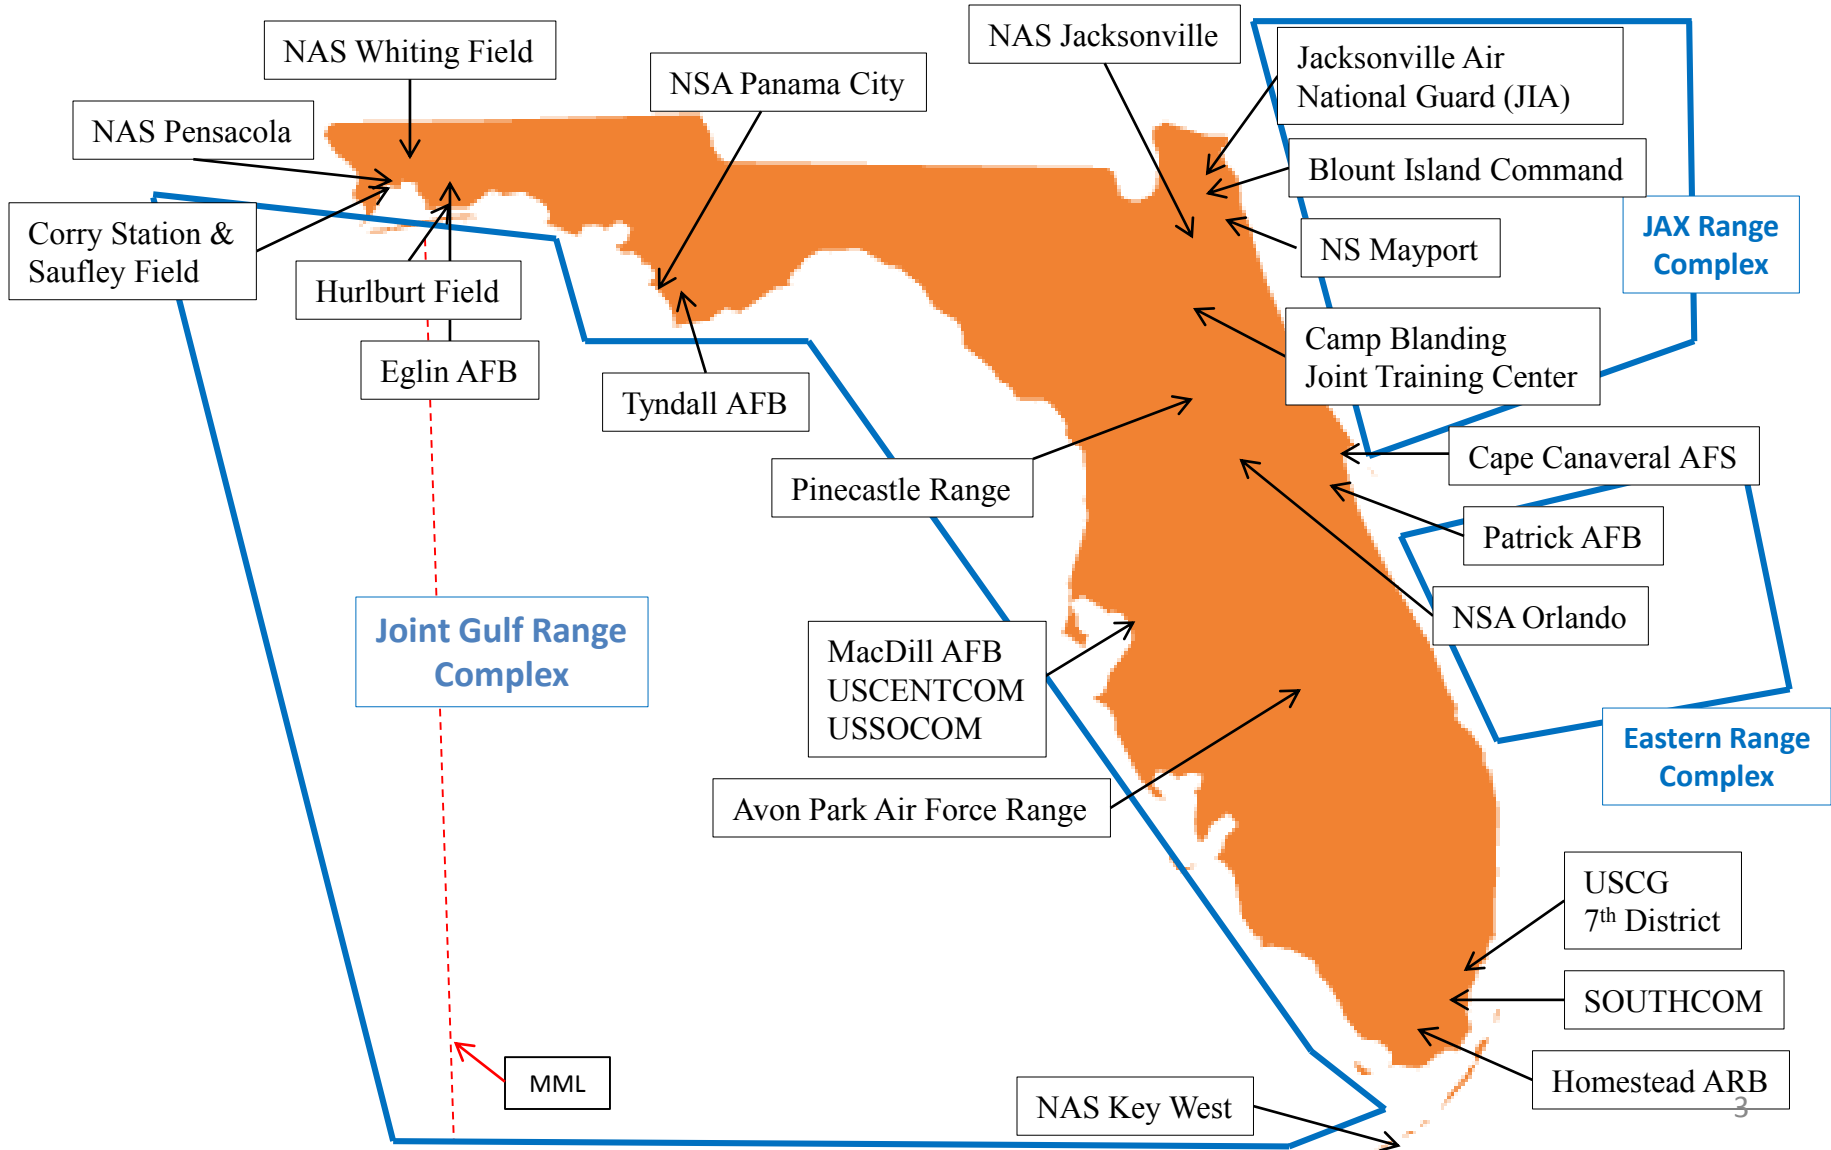 NAS Whiting Field
NAS Jacksonville
Jacksonville Air
National Guard (JIA)
NSA Panama City
NAS Pensacola
Blount Island Command
Corry Station &
Saufley Field
JAX Range
Complex
NS Mayport
Hurlburt Field
Eglin AFB
Camp Blanding
Joint Training Center
Tyndall AFB
Cape Canaveral AFS
Pinecastle Range
Patrick AFB
NSA Orlando
Joint Gulf Range
Complex
MacDill AFB
USCENTCOM
USSOCOM
Eastern Range
Complex
Avon Park Air Force Range
USCG
7th District
SOUTHCOM
MML
Homestead ARB
NAS Key West
3